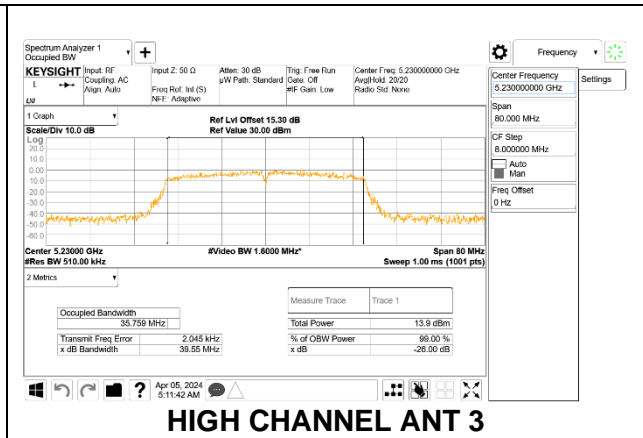 Spectrum Analyzer 1
Occupied BW
Frequency
KEYSIGHT
L
Input: RF
Coupling: AC
Align: Auto
Input Z: 50 Ω
Freq Ref: Int (S)
NFE: Adaptive
Atten: 30 dB
µW Path: Standard
Trig: Free Run
Gate: Off
#IF Gain: Low
Center Freq: 5.230000000 GHz
Avg|Hold: 20/20
Radio Std: None
Center Frequency
5.230000000 GHz
Settings
Span
80.000 MHz
CF Step
8.000000 MHz
Auto
Man
Freq Offset
0 Hz
1 Graph
Scale/Div 10.0 dB
Ref Lvl Offset 15.30 dB
Ref Value 30.00 dBm
Log
20.0
10.0
0.00
-10.0
-20.0
-30.0
-40.0
-50.0
-60.0
Center 5.23000 GHz
#Video BW 1.6000 MHz*
Span 80 MHz
#Res BW 510.00 kHz
Sweep 1.00 ms (1001 pts)
2 Metrics
Measure Trace Trace 1
Occupied Bandwidth
35.759 MHz
Total Power 13.9 dBm
Transmit Freq Error 2.045 kHz
% of OBW Power 99.00 %
x dB Bandwidth 39.55 MHz
x dB -26.00 dB
Apr 05, 2024
5:11:42 AM
HIGH CHANNEL ANT 3